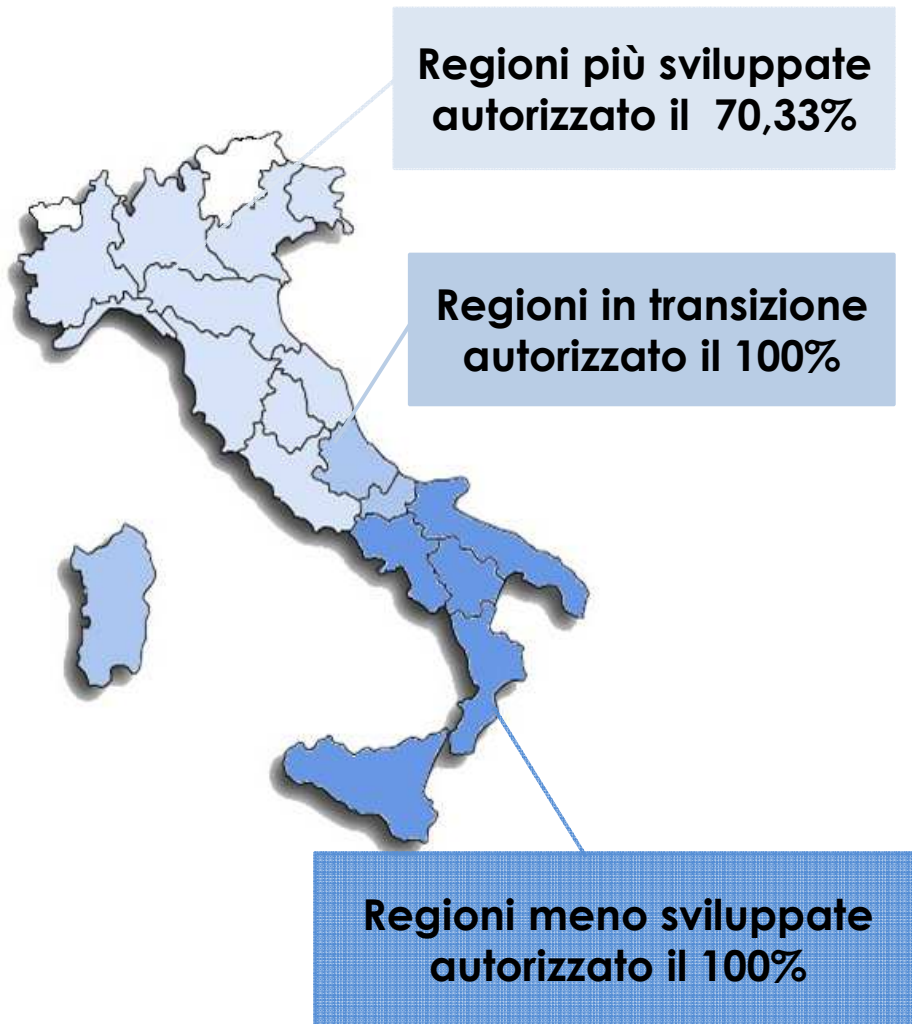 Regioni più sviluppate
autorizzato il 70,33%
Regioni in transizione
autorizzato il 100%
Regioni meno sviluppate
autorizzato il 100%